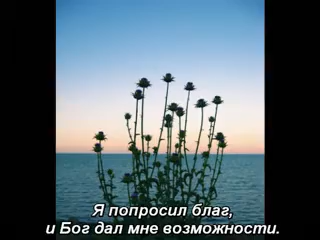 Я попросил благ,
и Бог дал мне возможности.